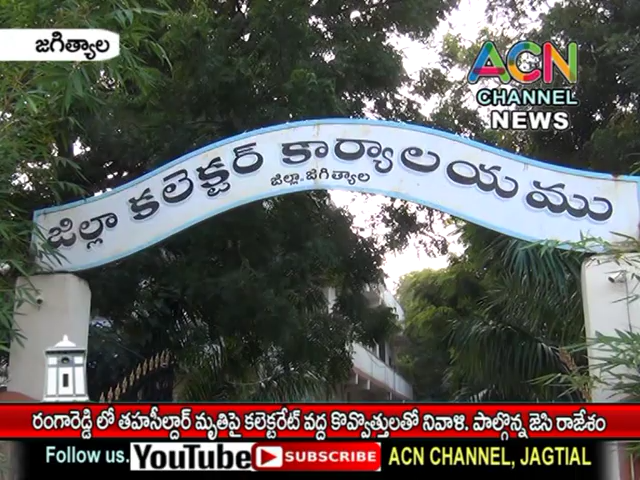 జగిత్యాల
ACN
CHANNEL
NEWS
జిల్లా కలెక్టర్ కార్యాలయము
జిల్లా.జగిత్యాల
రంగారెడ్డి లో తహసీల్దార్ మృతిపై కలెక్టరేట్ వద్ద కొవ్వొత్తులతో నివాళి. పాల్గొన్న జెసి రాజేశం
Follow us. YouTube SUBSCRIBE ACN CHANNEL, JAGTIAL